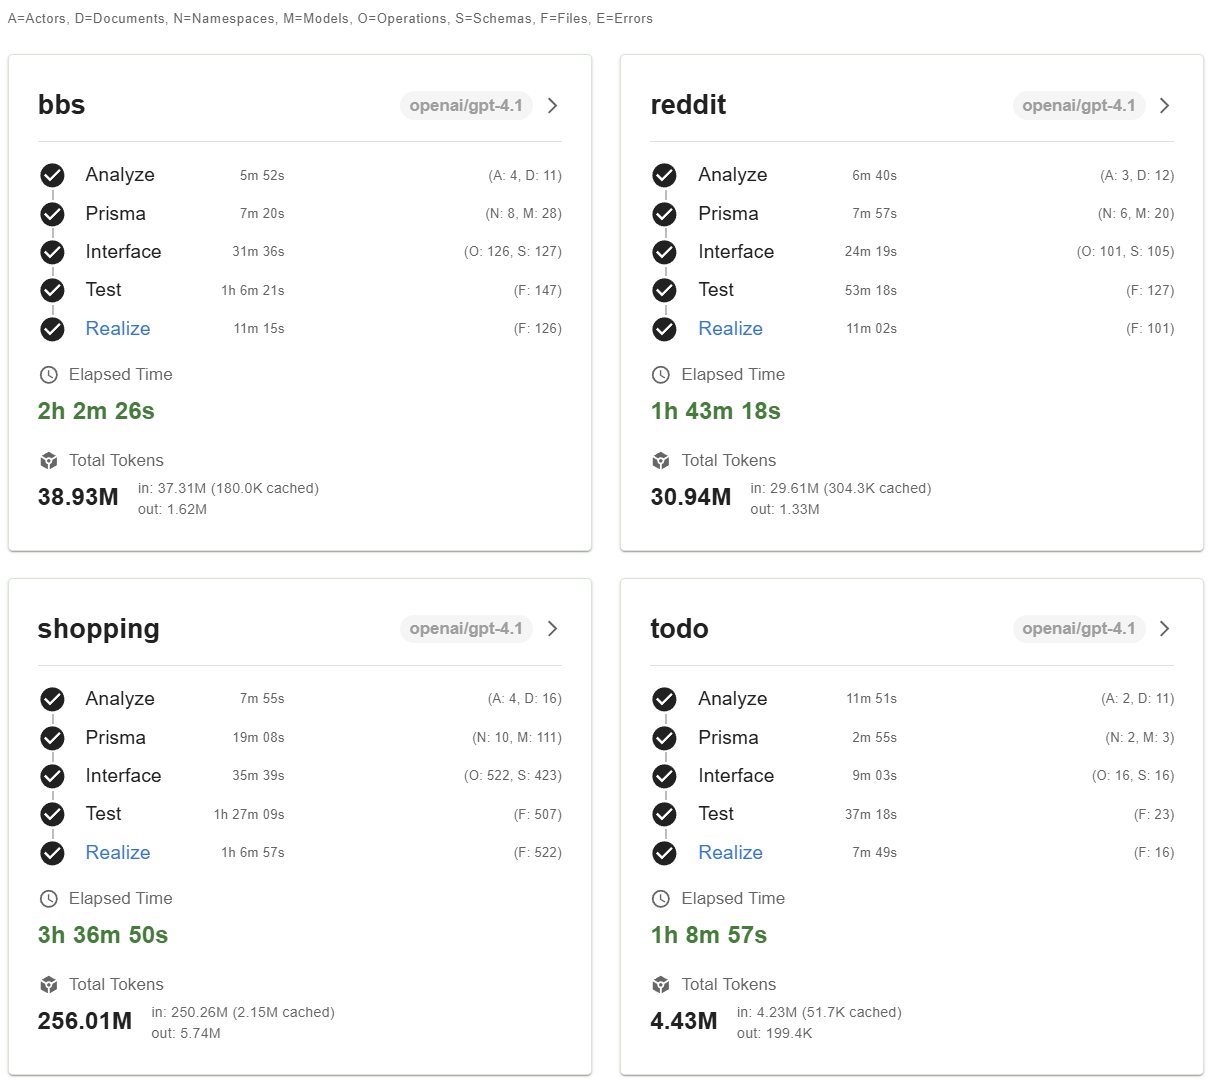 A=Actors, D=Documents, N=Namespaces, M=Models, O=Operations, S=Schemas, F=Files, E=Errors
bbs openai/gpt-4.1
Analyze 5m 52s (A: 4, D: 11)
Prisma 7m 20s (N: 8, M: 28)
Interface 31m 36s (O: 126, S: 127)
Test 1h 6m 21s (F: 147)
Realize 11m 15s (F: 126)
Elapsed Time
2h 2m 26s
Total Tokens
38.93M
in: 37.31M (180.0K cached)
out: 1.62M
reddit openai/gpt-4.1
Analyze 6m 40s (A: 3, D: 12)
Prisma 7m 57s (N: 6, M: 20)
Interface 24m 19s (O: 101, S: 105)
Test 53m 18s (F: 127)
Realize 11m 02s (F: 101)
Elapsed Time
1h 43m 18s
Total Tokens
30.94M
in: 29.61M (304.3K cached)
out: 1.33M
shopping openai/gpt-4.1
Analyze 7m 55s (A: 4, D: 16)
Prisma 19m 08s (N: 10, M: 111)
Interface 35m 39s (O: 522, S: 423)
Test 1h 27m 09s (F: 507)
Realize 1h 6m 57s (F: 522)
Elapsed Time
3h 36m 50s
Total Tokens
256.01M
in: 250.26M (2.15M cached)
out: 5.74M
todo openai/gpt-4.1
Analyze 11m 51s (A: 2, D: 11)
Prisma 2m 55s (N: 2, M: 3)
Interface 9m 03s (O: 16, S: 16)
Test 37m 18s (F: 23)
Realize 7m 49s (F: 16)
Elapsed Time
1h 8m 57s
Total Tokens
4.43M
in: 4.23M (51.7K cached)
out: 199.4K